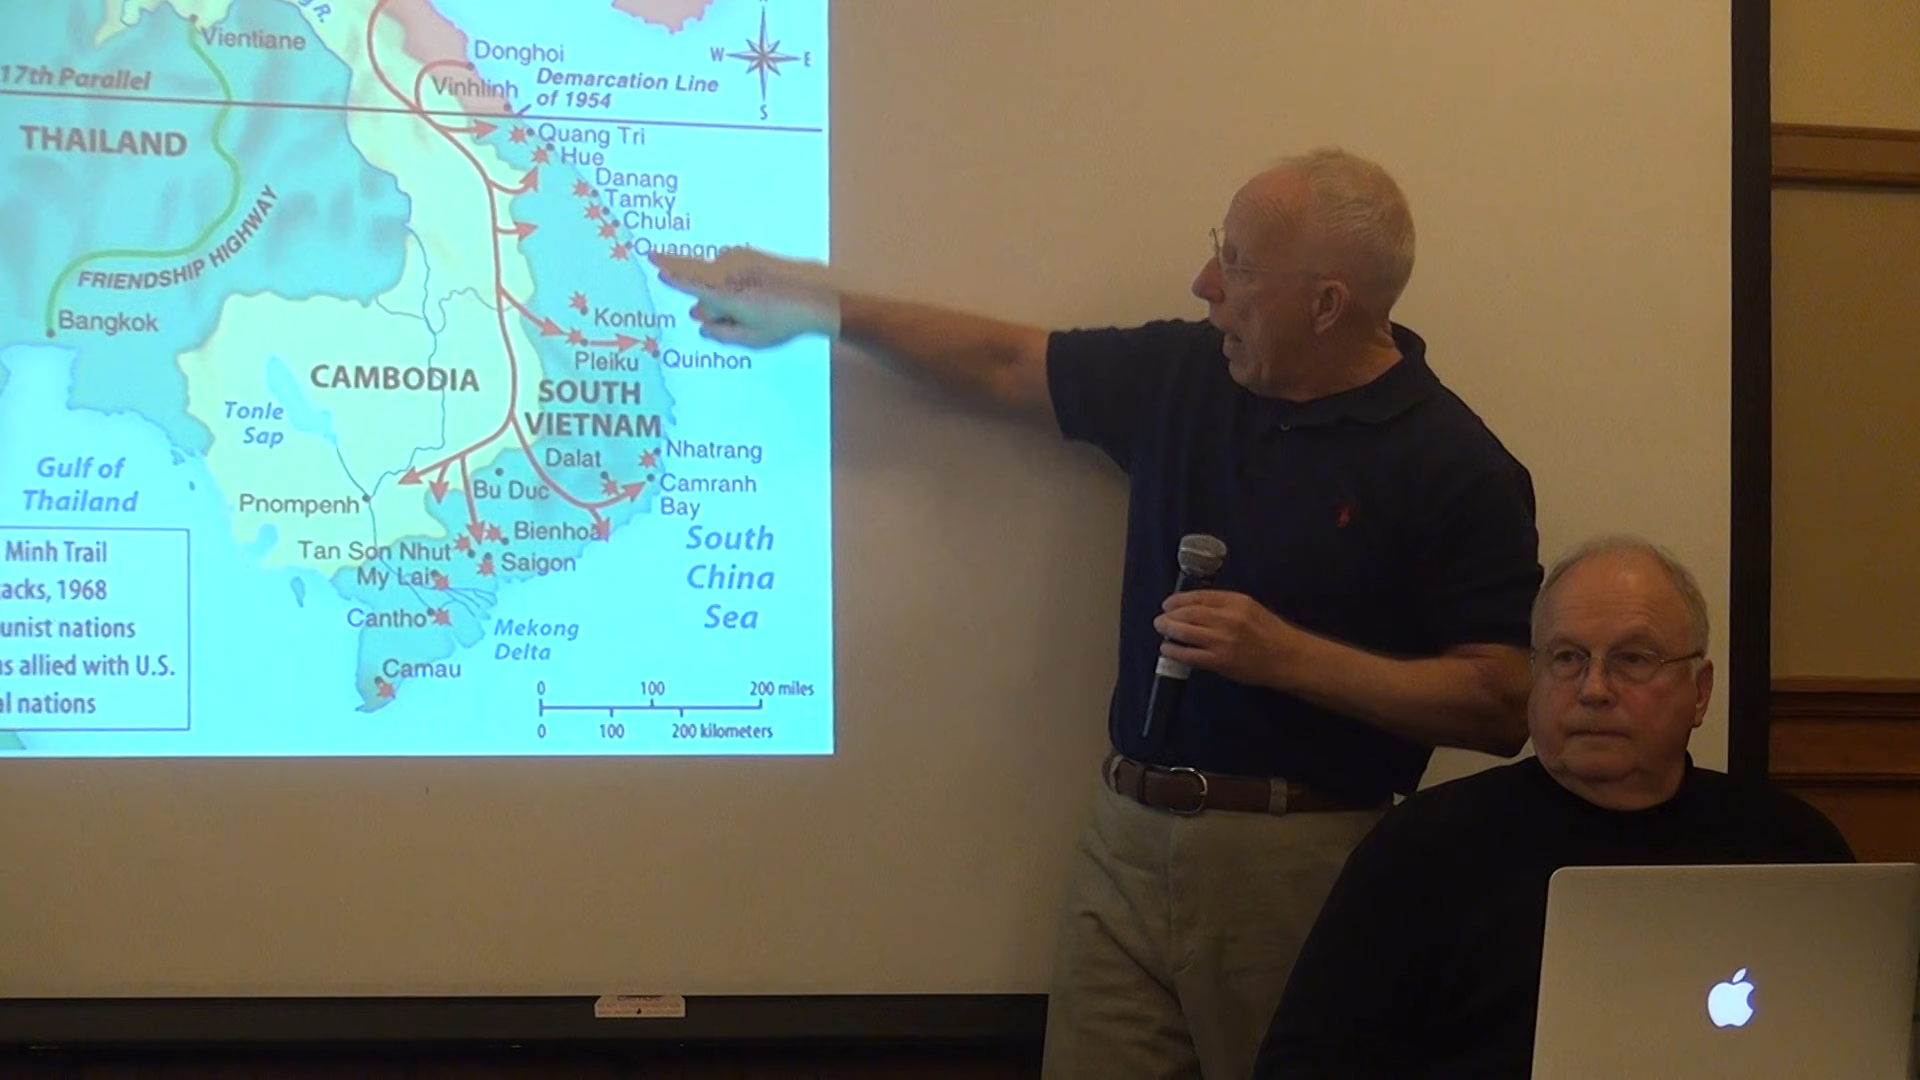 Vientiane
Donghoi
W
E
S
17th Parallel
Vinhlinh
Demarcation Line
of 1954
THAILAND
Quang Tri
Hue
Danang
Tamky
Chulai
FRIENDSHIP HIGHWAY
Bangkok
Kontum
Pleiku
Quinhon
CAMBODIA
SOUTH
VIETNAM
Tonle
Sap
Gulf of
Thailand
Dalat
Nhatrang
Camranh
Bay
Bu Duc
Pnompenh
Bienhoa
Tan Son Nhut
Saigon
My Lai
Cantho
South
China
Sea
Mekong
Delta
Camau
Minh Trail
acks, 1968
unist nations
s allied with U.S.
l nations
0 100 200 miles
0 100 200 kilometers